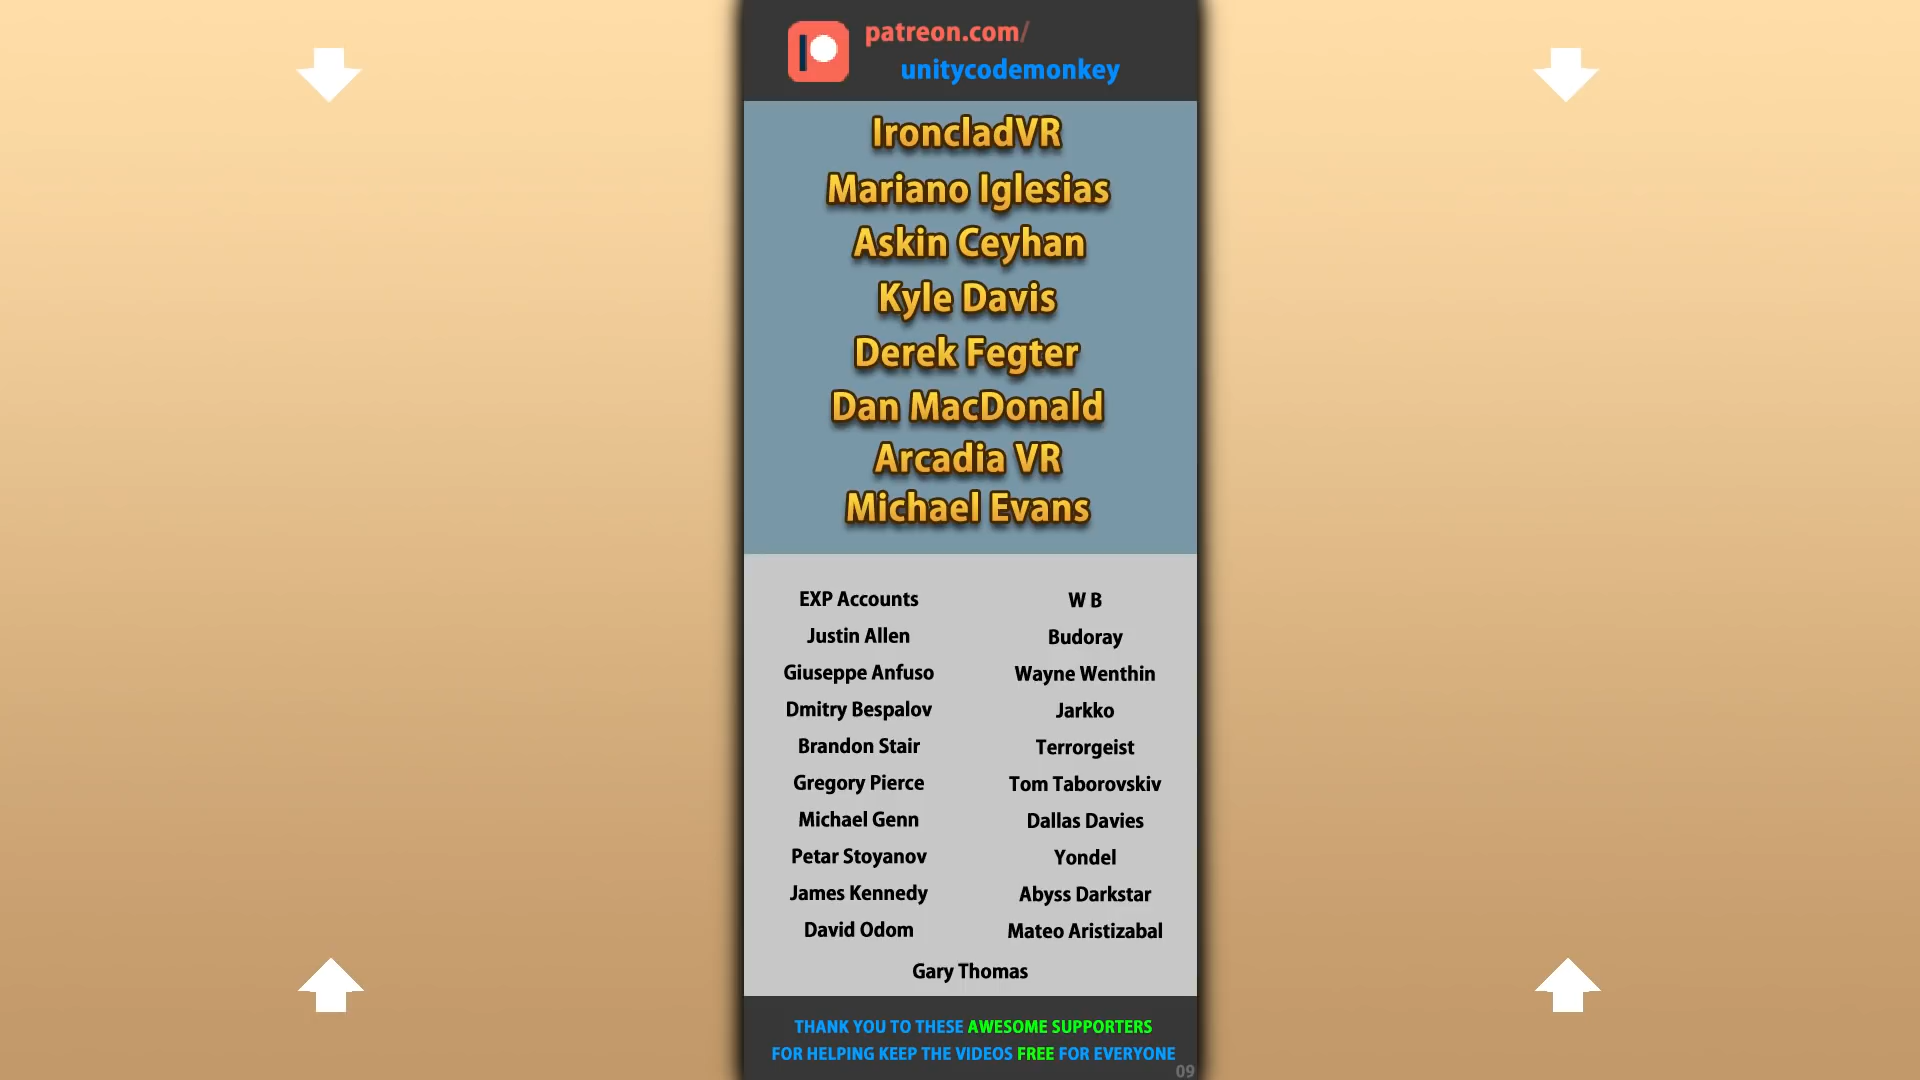 patreon.com/
unitycodemonkey
IroncladVR
Mariano Iglesias
Askin Ceyhan
Kyle Davis
Derek Fegter
Dan MacDonald
Arcadia VR
Michael Evans
EXP Accounts
Justin Allen
Giuseppe Anfuso
Dmitry Bespalov
Brandon Stair
Gregory Pierce
Michael Genn
Petar Stoyanov
James Kennedy
David Odom
W B
Budoray
Wayne Wenthin
Jarkko
Terrorgeist
Tom Taborovskiv
Dallas Davies
Yondel
Abyss Darkstar
Mateo Aristizabal
Gary Thomas
THANK YOU TO THESE AWESOME SUPPORTERS
FOR HELPING KEEP THE VIDEOS FREE FOR EVERYONE
09